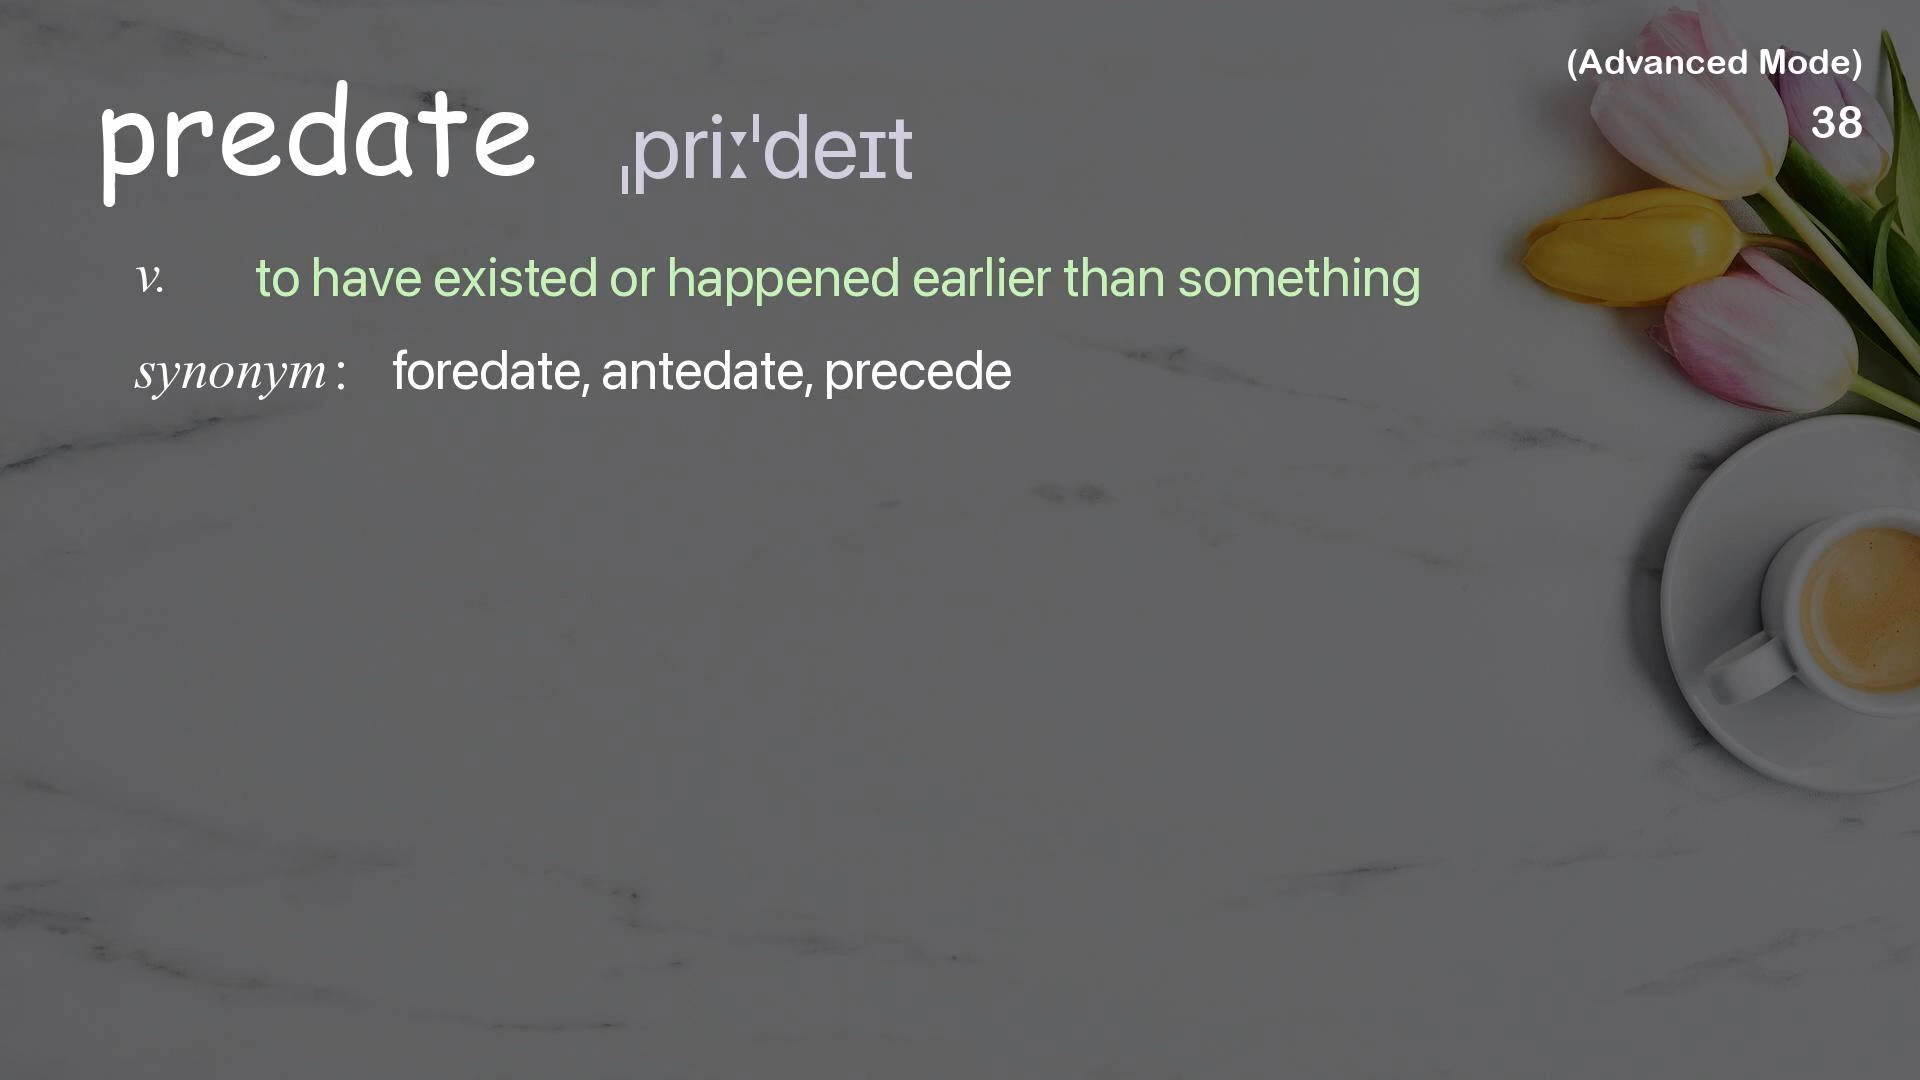 (Advanced Mode)
38
predate ˌpriːˈdeɪt
v. to have existed or happened earlier than something
synonym : foredate, antedate, precede